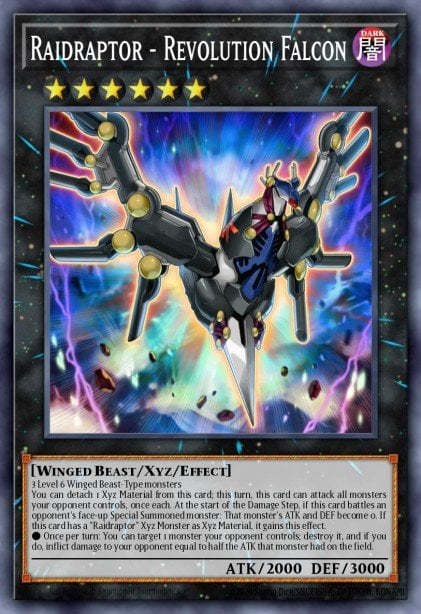 RAIDRAPTOR - REVOLUTION FALCON
DARK
闇
[WINGED BEAST/XYZ/EFFECT]
3 Level 6 Winged Beast-Type monsters
You can detach 1 Xyz Material from this card; this turn, this card can attack all monsters
your opponent controls, once each. At the start of the Damage Step, if this card battles an
opponent's face-up Special Summoned monster: That monster's ATK and DEF become 0. If
this card has a "Raidraptor" Xyz Monster as Xyz Material, it gains this effect.
● Once per turn: You can target 1 monster your opponent controls; destroy it, and if you
do, inflict damage to your opponent equal to half the ATK that monster had on the field.
ATK/2000 DEF/3000